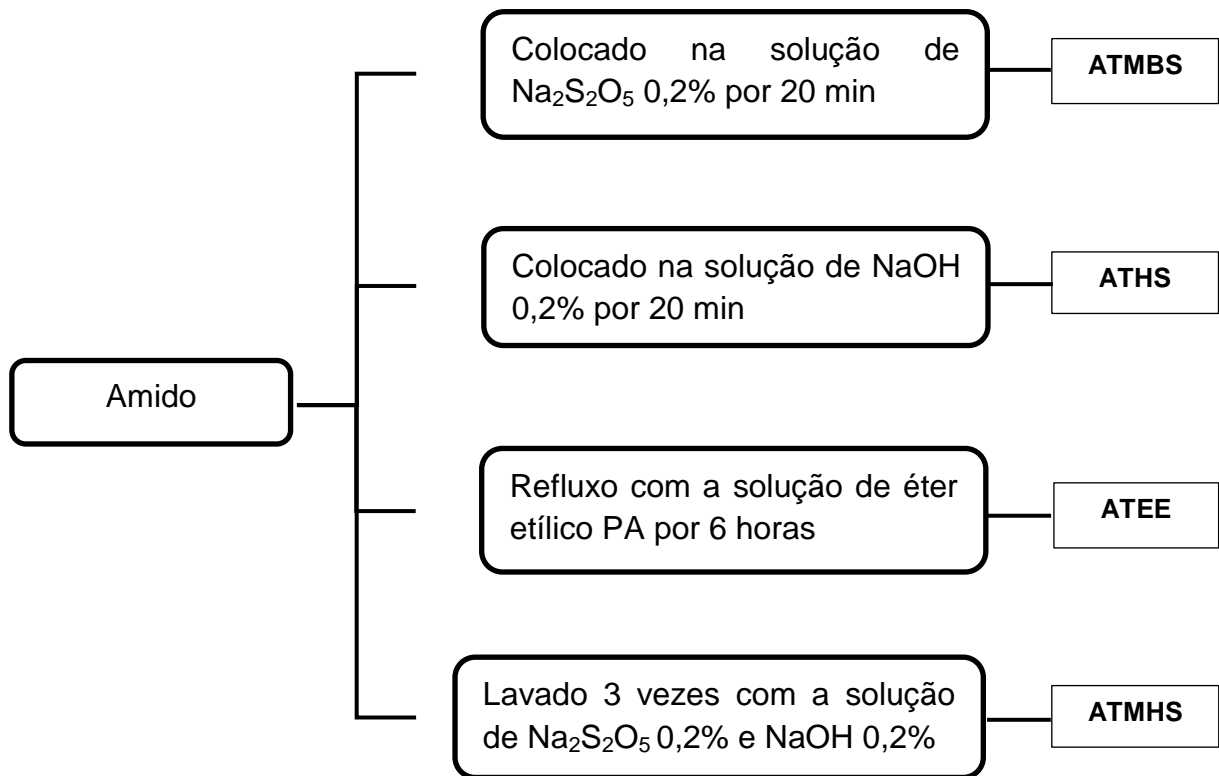 Colocado na solução de
Na₂S₂O₅ 0,2% por 20 min
ATMBS
Colocado na solução de NaOH
0,2% por 20 min
ATHS
Amido
Refluxo com a solução de éter
etílico PA por 6 horas
ATEE
Lavado 3 vezes com a solução
de Na₂S₂O₅ 0,2% e NaOH 0,2%
ATMHS